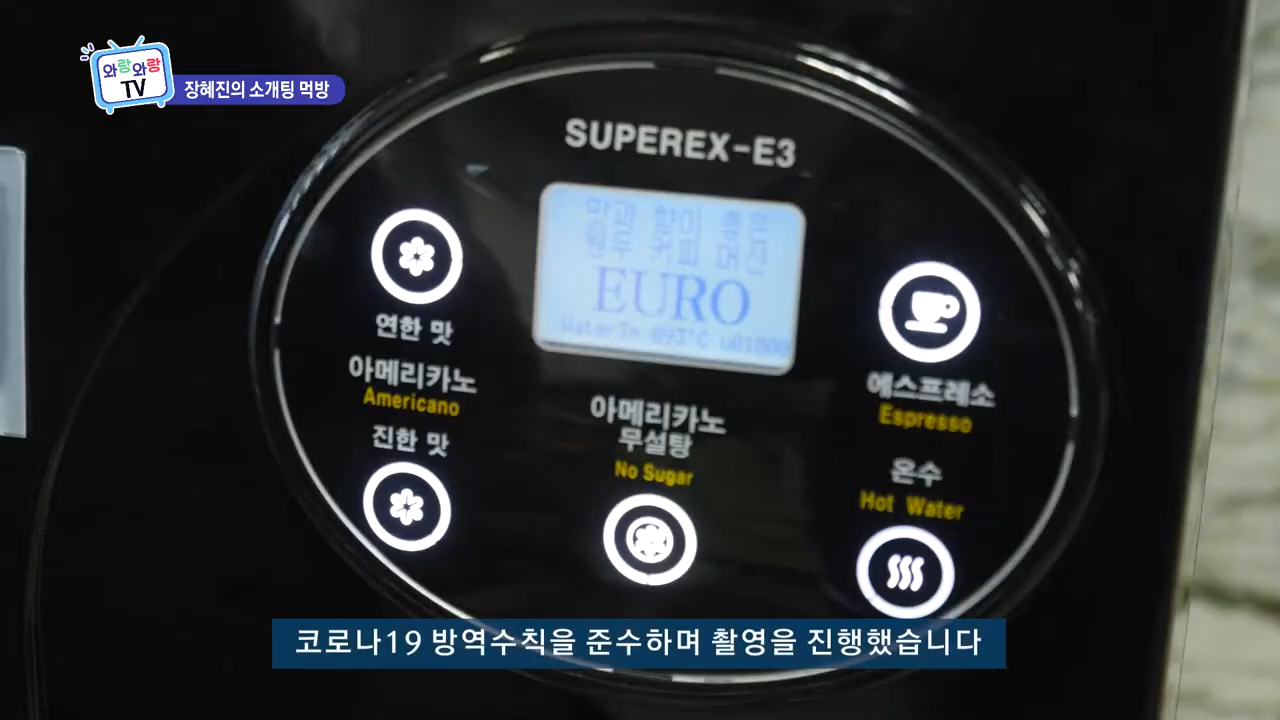 와랑와랑
TV
장혜진의 소개팅 먹방
SUPEREX-E3
맛과 향이 좋은
원두 커피 머신
EURO
WaterTm 093°C
연한 맛
아메리카노
Americano
진한 맛
아메리카노
무설탕
No Sugar
에스프레소
Espresso
온수
Hot Water
코로나19 방역수칙을 준수하며 촬영을 진행했습니다